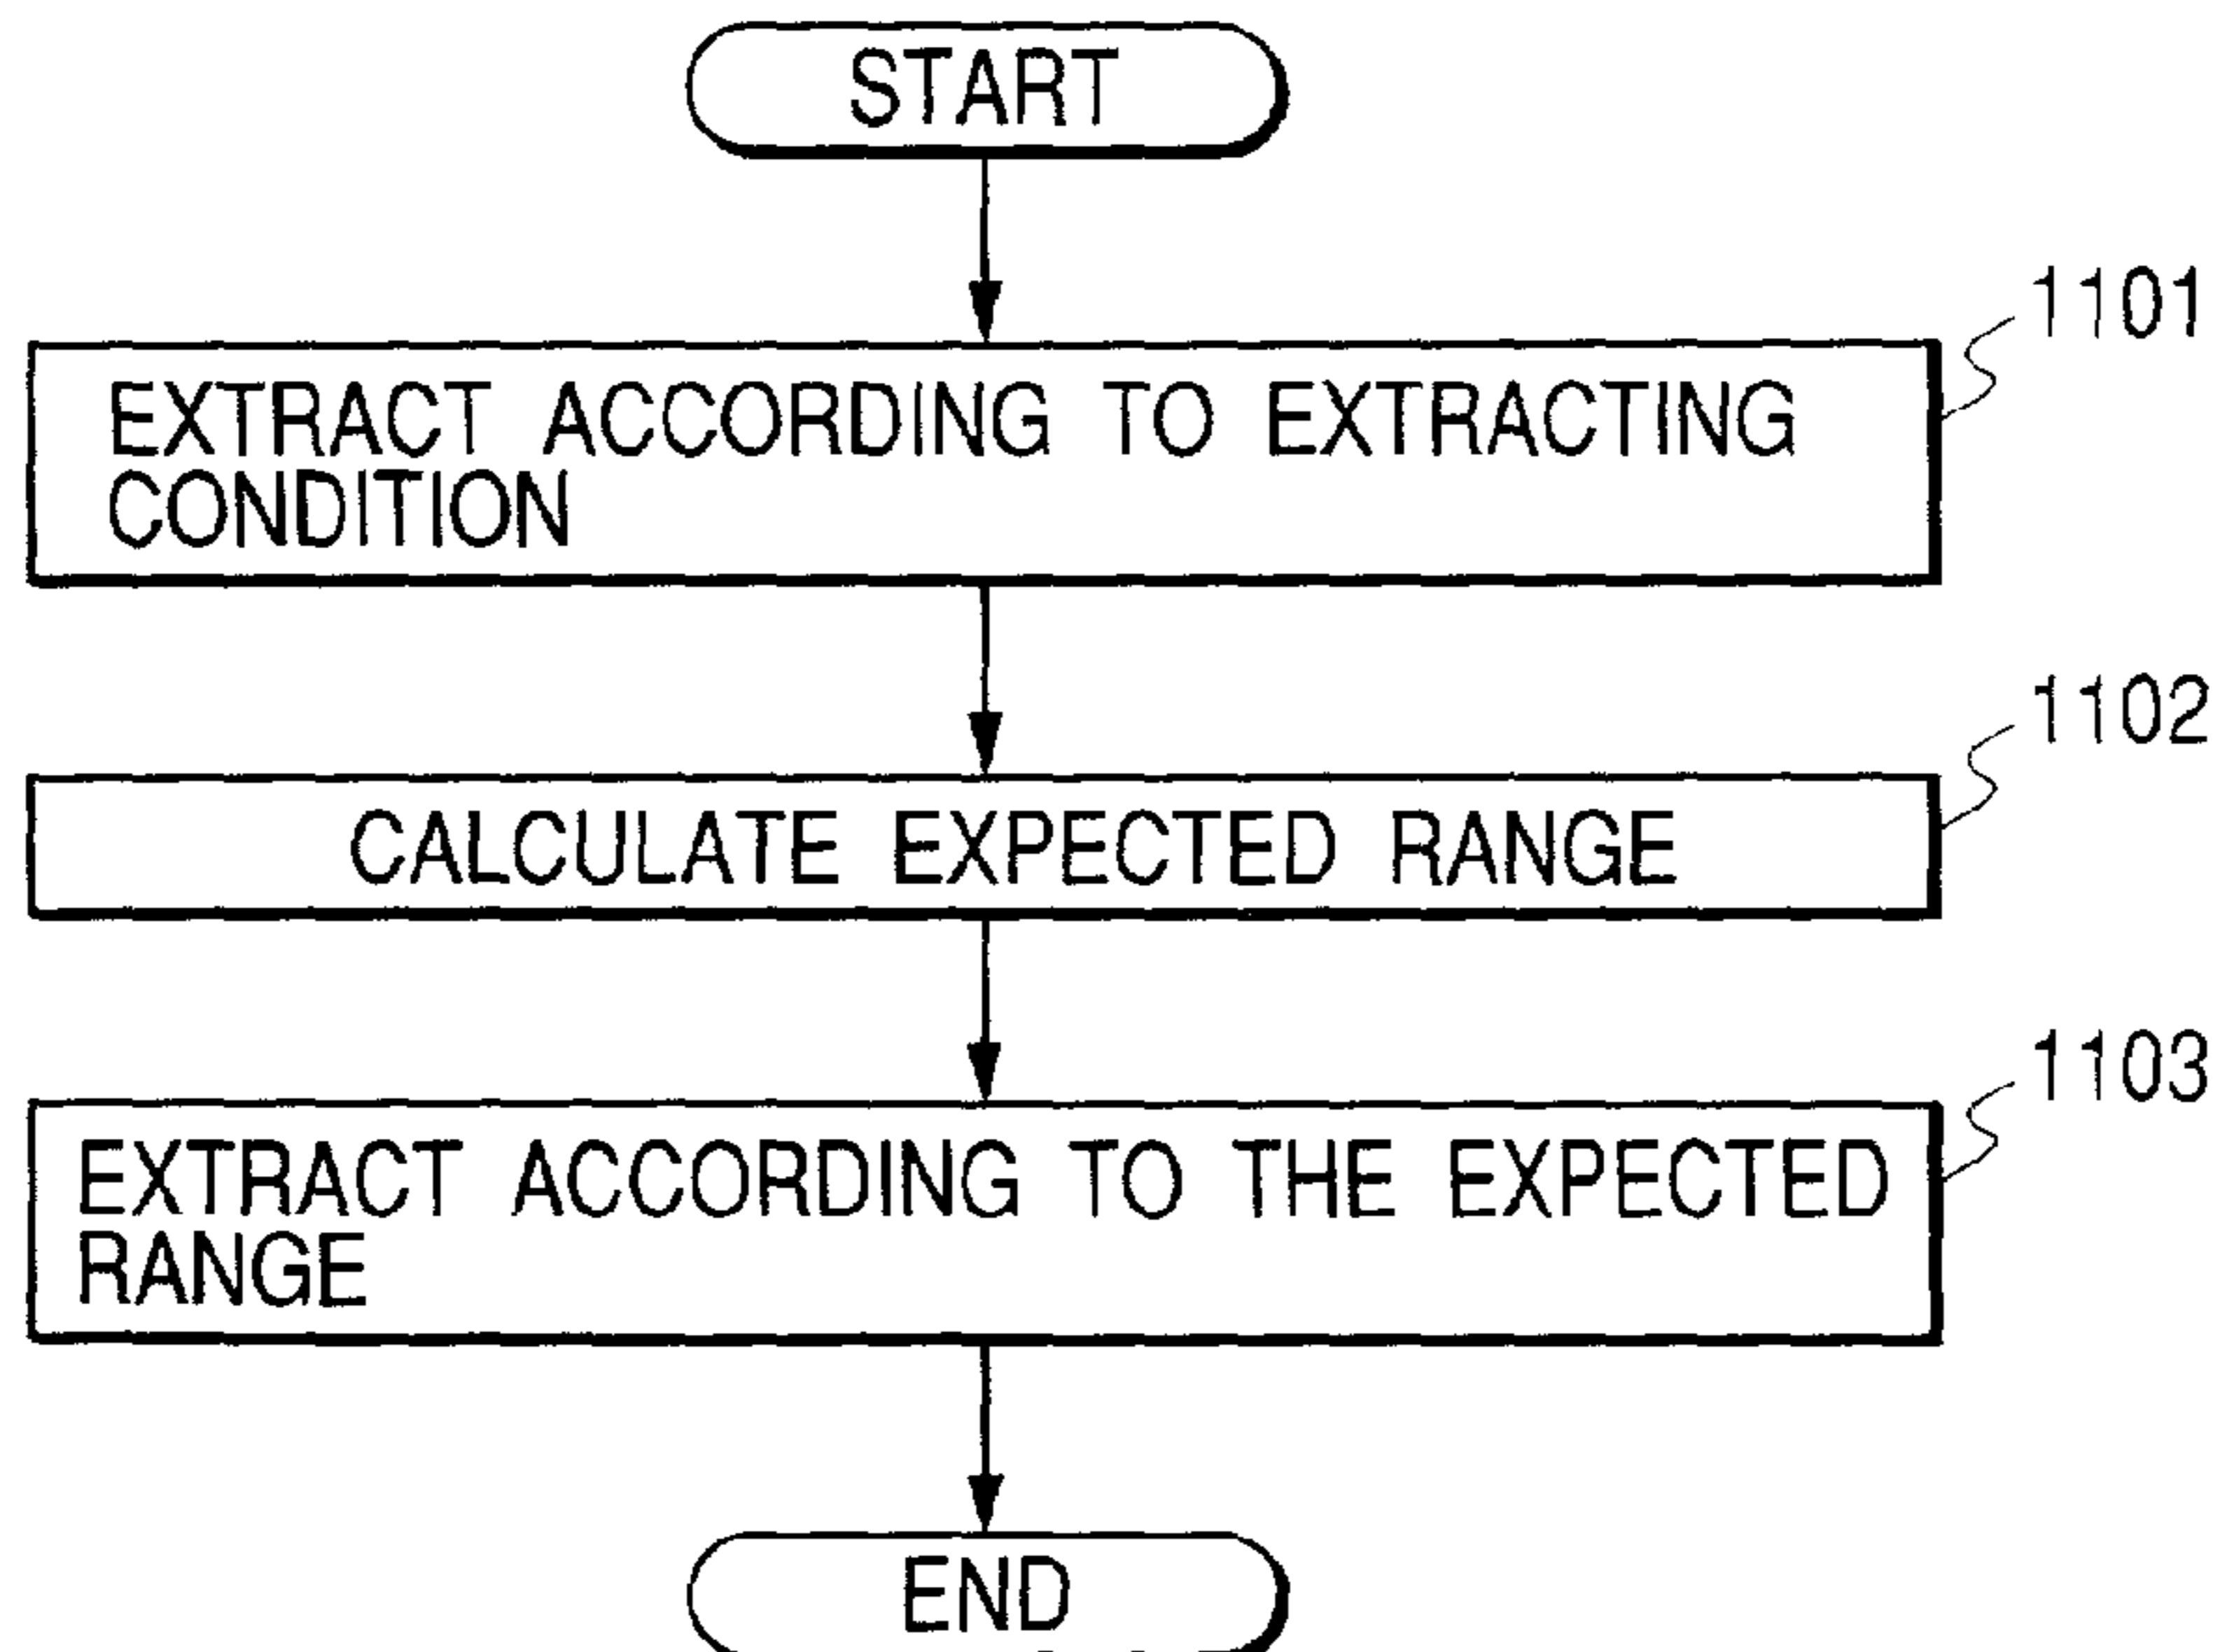 START
1101
EXTRACT ACCORDING TO EXTRACTING
CONDITION
1102
CALCULATE EXPECTED RANGE
1103
EXTRACT ACCORDING TO THE EXPECTED
RANGE
END